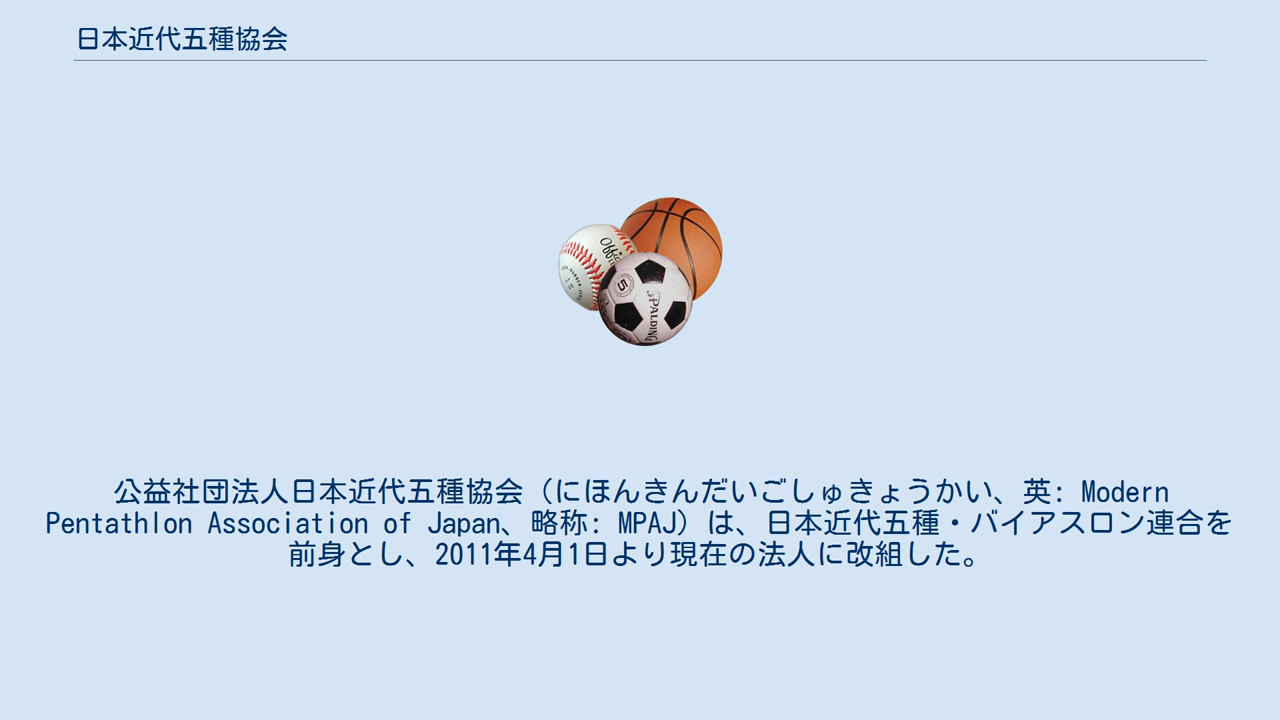 日本近代五種協会
Offici
5
SPALDING
公益社団法人日本近代五種協会（にほんきんだいごしゅきょうかい、英: Modern
Pentathlon Association of Japan、略称: MPAJ）は、日本近代五種・バイアスロン連合を
前身とし、2011年4月1日より現在の法人に改組した。